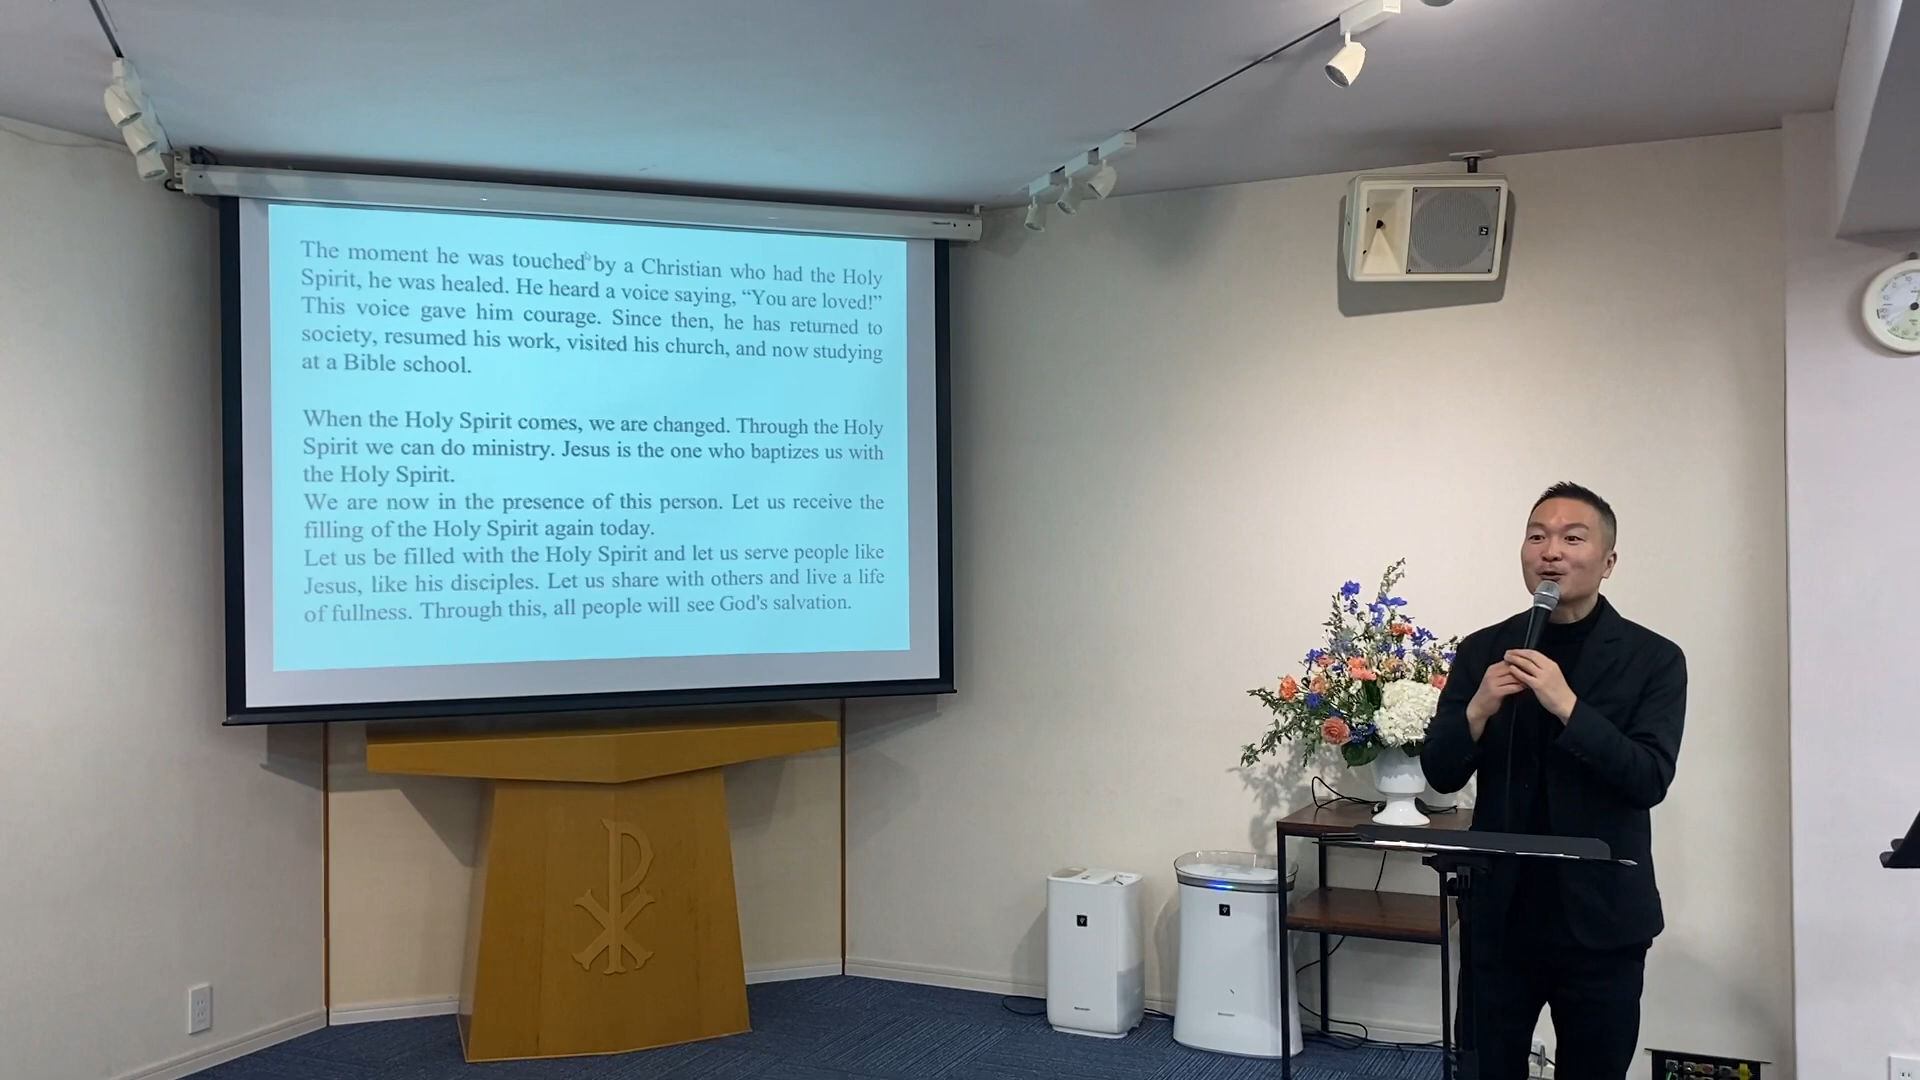 The moment he was touched by a Christian who had the Holy
Spirit, he was healed. He heard a voice saying, “You are loved!”
This voice gave him courage. Since then, he has returned to
society, resumed his work, visited his church, and now studying
at a Bible school.
When the Holy Spirit comes, we are changed. Through the Holy
Spirit we can do ministry. Jesus is the one who baptizes us with
the Holy Spirit.
We are now in the presence of this person. Let us receive the
filling of the Holy Spirit again today.
Let us be filled with the Holy Spirit and let us serve people like
Jesus, like his disciples. Let us share with others and live a life
of fullness. Through this, all people will see God's salvation.